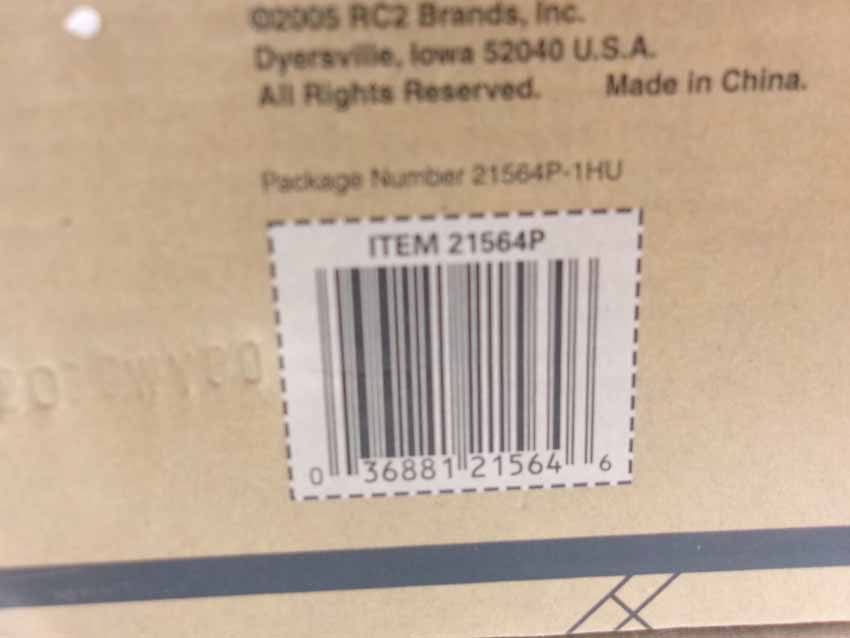 ©2005 RC2 Brands, Inc.
Dyersville, Iowa 52040 U.S.A.
All Rights Reserved. Made in China.
Package Number 21564P-1HU
ITEM 21564P
0 36881 21564 6